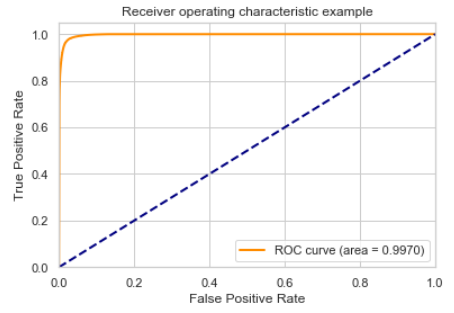 Receiver operating characteristic example
1.0
0.8
0.6
0.4
0.2
0.0
True Positive Rate
ROC curve (area = 0.9970)
0.0 0.2 0.4 0.6 0.8 1.0
False Positive Rate